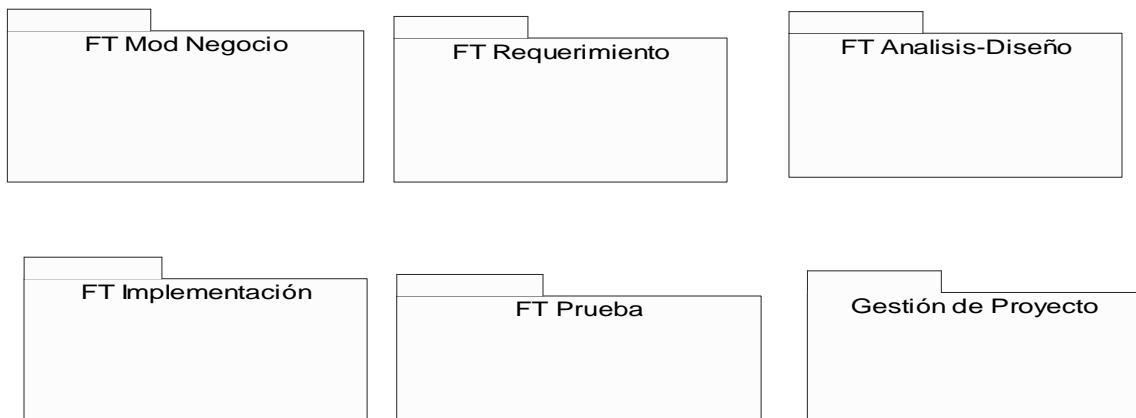 FT Mod Negocio
FT Requerimiento
FT Analisis-Diseño
FT Implementación
FT Prueba
Gestión de Proyecto